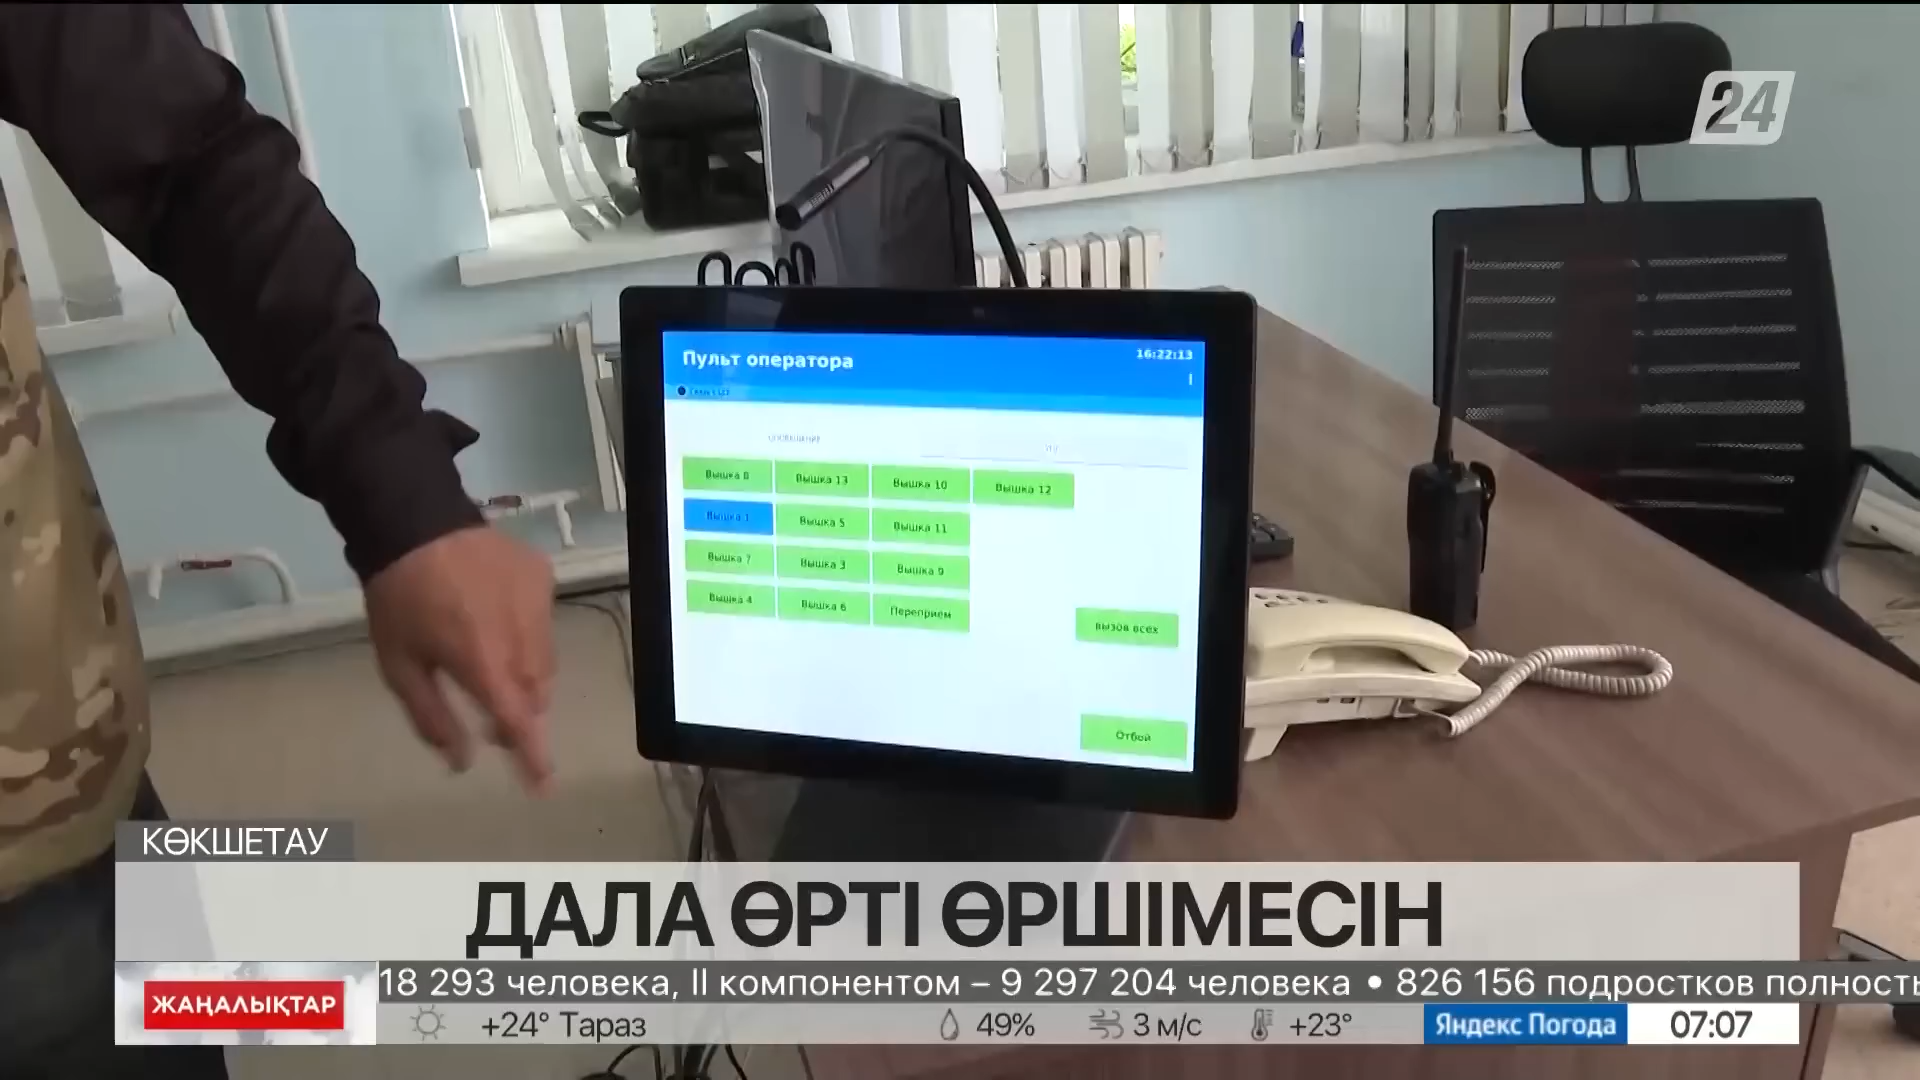 24
Пульт оператора
16:22:13
Вышка 8
Вышка 13
Вышка 10
Вышка 12
Вышка 1
Вышка 5
Вышка 11
Вышка 7
Вышка 3
Вышка 9
Вышка 4
Вышка 6
Переприем
вызов всех
Отбой
КӨКШЕТАУ
ДАЛА ӨРТІ ӨРШІМЕСІН
ЖАҢАЛЫҚТАР
18 293 человека, II компонентом – 9 297 204 человека • 826 156 подростков полность
+24° Тараз 49% 3 м/с +23° Яндекс Погода 07:07